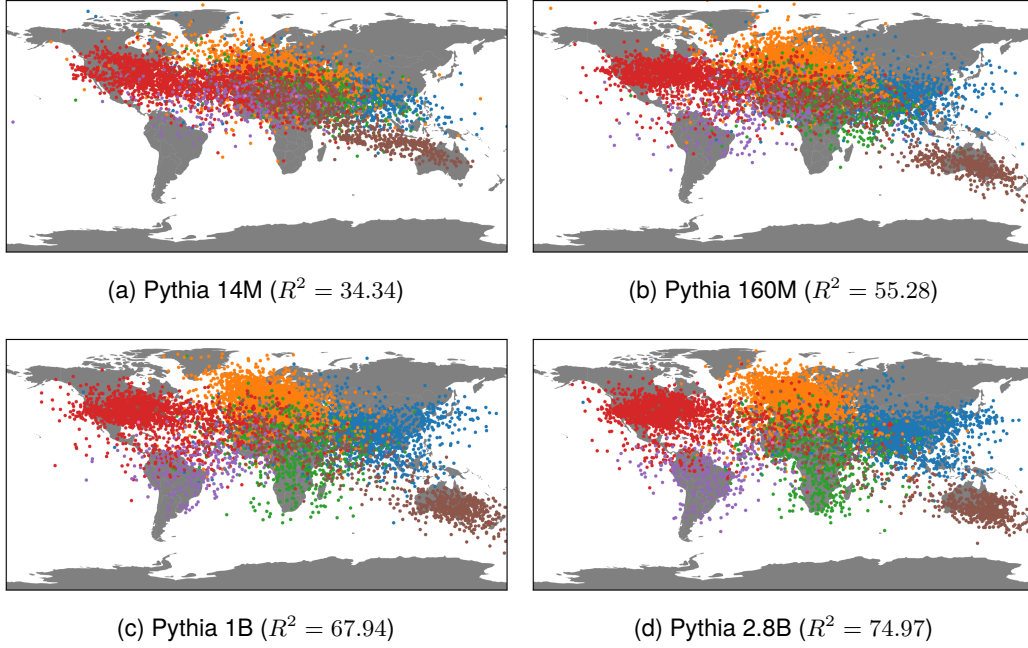 (a) Pythia 14M (R² = 34.34)
(b) Pythia 160M (R² = 55.28)
(c) Pythia 1B (R² = 67.94)
(d) Pythia 2.8B (R² = 74.97)